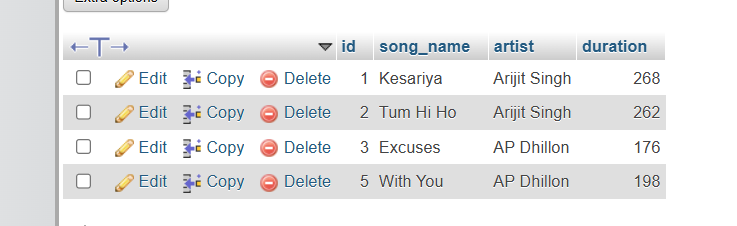 Extra options
id song_name artist duration
Edit Copy Delete 1 Kesariya Arijit Singh 268
Edit Copy Delete 2 Tum Hi Ho Arijit Singh 262
Edit Copy Delete 3 Excuses AP Dhillon 176
Edit Copy Delete 5 With You AP Dhillon 198